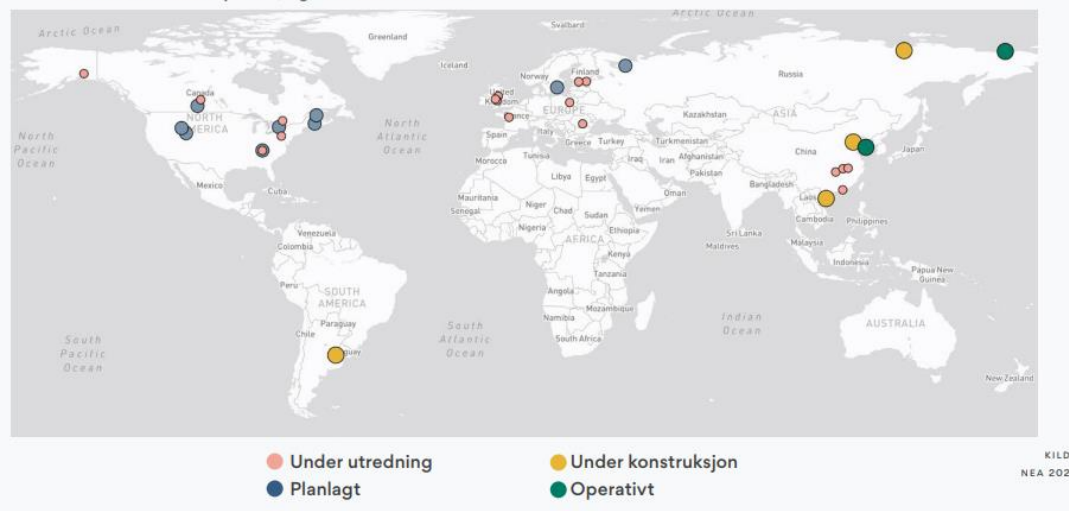 Arctic Ocean
Arctic Ocean
Svalbard
Greenland
Iceland
Norway
Finland
Russia
Canada
United
Kingdom
NORTH
AMERICA
EUROPE
ASIA
Kazakhstan
North
Pacific
Ocean
North
Atlantic
Ocean
Spain
Italy
Greece
Turkey
Turkmenistan
China
Japan
Morocco
Tunisia
Iraq
Iran
Afghanistan
Pakistan
Mexico
Cuba
Libya
Egypt
Bangladesh
Oman
Mauritania
Niger
Chad
Sudan
Yemen
Laos
Senegal
Cambodia
Philippines
Nigeria
Ethiopia
Sri Lanka
Venezuela
AFRICA
Maldives
Malaysia
Colombia
Kenya
Indonesia
Papua New
Guinea
Tanzania
Peru
SOUTH
AMERICA
Angola
Mozambique
Namibia
Indian
Ocean
AUSTRALIA
Paraguay
Chile
South
Pacific
Ocean
South
Atlantic
Ocean
South Africa
New Zealand
Under utredning
Under konstruksjon
Planlagt
Operativt
KILD
NEA 202